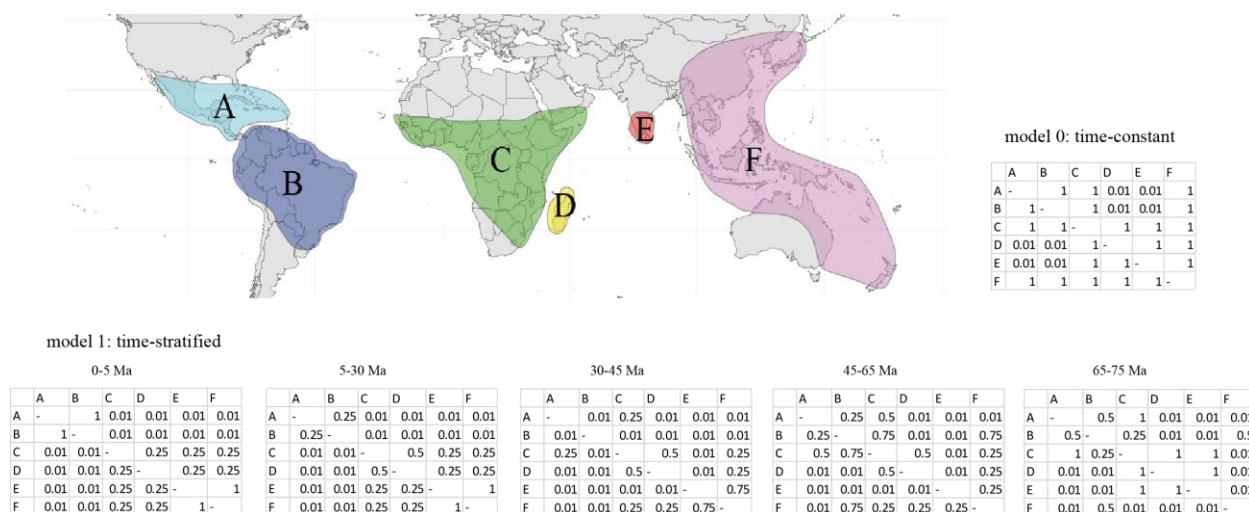 A
B
C
D
E
F
model 0: time-constant
A B C D E F
A - 1 1 0.01 0.01 1
B 1 - 1 0.01 0.01 1
C 1 1 - 1 1 1
D 0.01 0.01 1 - 1 1
E 0.01 0.01 1 1 - 1
F 1 1 1 1 1 -
model 1: time-stratified
0-5 Ma
A B C D E F
A - 1 0.01 0.01 0.01 0.01
B 1 - 0.01 0.01 0.01 0.01
C 0.01 0.01 - 0.25 0.25 0.25
D 0.01 0.01 0.25 - 0.25 0.25
E 0.01 0.01 0.25 0.25 - 1
F 0.01 0.01 0.25 0.25 1 -
5-30 Ma
A B C D E F
A - 0.25 0.01 0.01 0.01 0.01
B 0.25 - 0.01 0.01 0.01 0.01
C 0.01 0.01 - 0.5 0.25 0.25
D 0.01 0.01 0.5 - 0.25 0.25
E 0.01 0.01 0.25 0.25 - 1
F 0.01 0.01 0.25 0.25 1 -
30-45 Ma
A B C D E F
A - 0.01 0.25 0.01 0.01 0.01
B 0.01 - 0.01 0.01 0.01 0.01
C 0.25 0.01 - 0.5 0.01 0.25
D 0.01 0.01 0.5 - 0.01 0.25
E 0.01 0.01 0.01 0.01 - 0.75
F 0.01 0.01 0.25 0.25 0.75 -
45-65 Ma
A B C D E F
A - 0.25 0.5 0.01 0.01 0.01
B 0.25 - 0.75 0.01 0.01 0.75
C 0.5 0.75 - 0.5 0.01 0.25
D 0.01 0.01 0.5 - 0.01 0.25
E 0.01 0.01 0.01 0.01 - 0.25
F 0.01 0.75 0.25 0.25 0.25 -
65-75 Ma
A B C D E F
A - 0.5 1 0.01 0.01
B 0.5 - 0.25 0.01 0.01
C 1 0.25 - 1 1
D 0.01 0.01 1 - 1
E 0.01 0.01 1 1 -
F 0.01 0.5 0.01 0.01 0.01 -